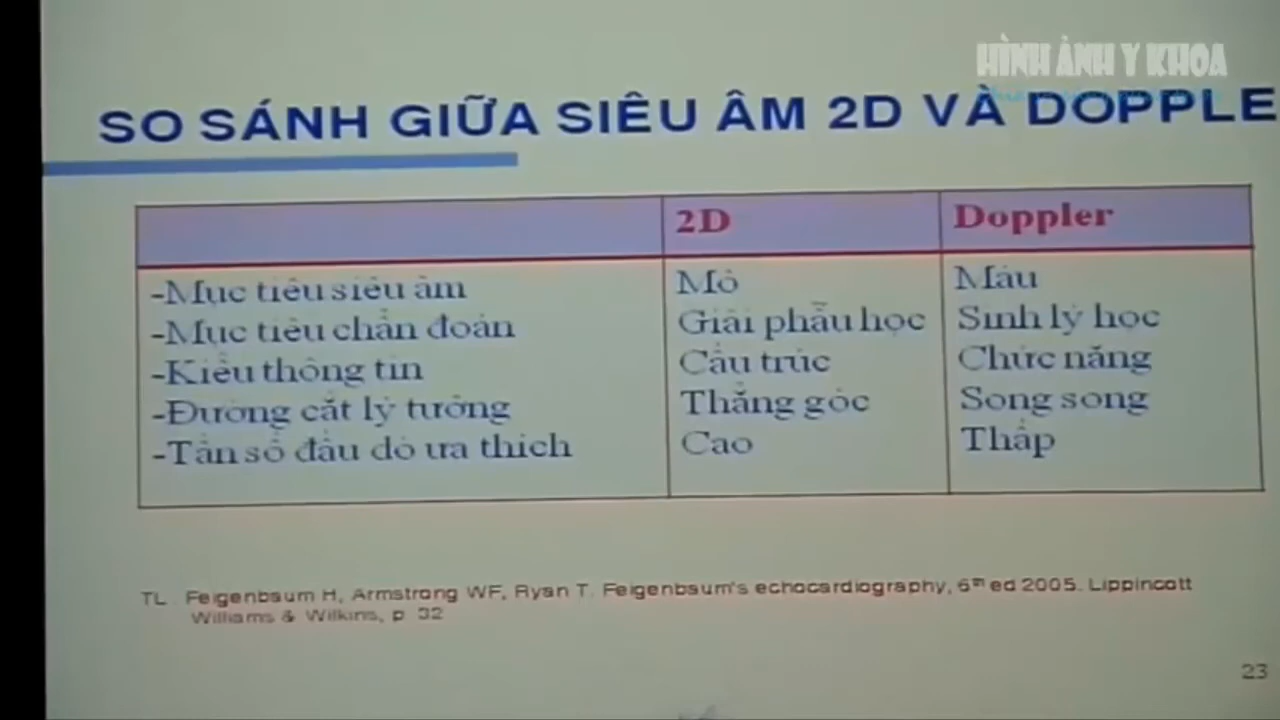 HÌNH ẢNH Y KHOA
SO SÁNH GIỮA SIÊU ÂM 2D VÀ DOPPLE
2D Doppler
-Mục tiêu siêu âm Mô Máu
-Mục tiêu chẩn đoán Giải phẫu học Sinh lý học
-Kiểu thông tin Cấu trúc Chức năng
-Đường cắt lý tưởng Thẳng góc Song song
-Tần số đầu dò ưa thích Cao Thấp
TL. Feigenbaum H, Armstrong WF, Ryan T. Feigenbaum's echocardiography, 6th ed 2005. Lippincott
Williams & Wilkins, p 32
23